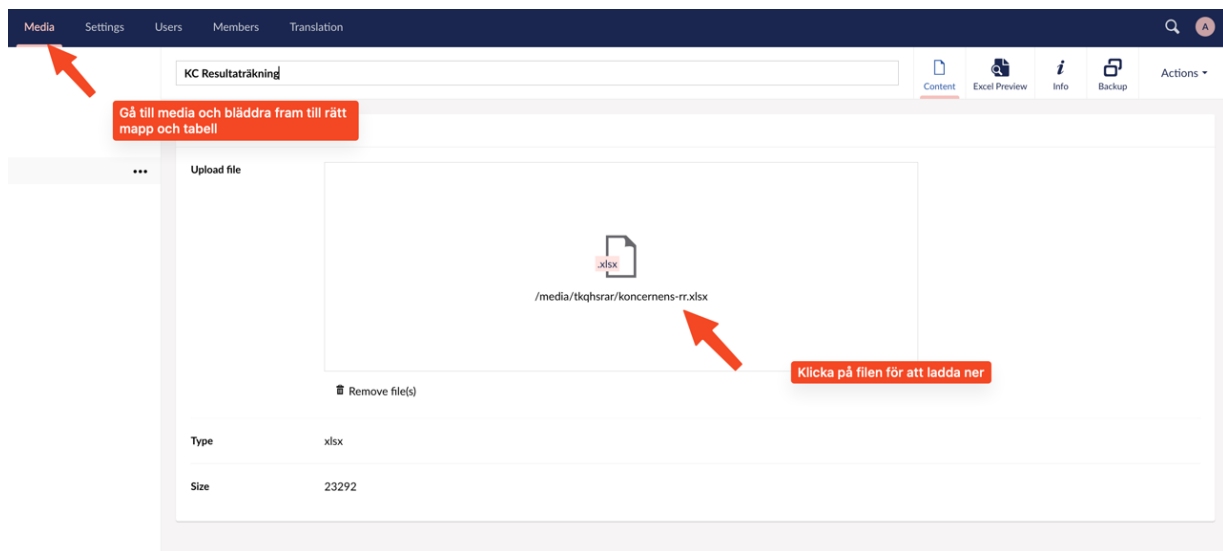 Media Settings Users Members Translation A
KC Resultaträkning
Content Excel Preview Info Backup Actions
Gå till media och bläddra fram till rätt
mapp och tabell
Upload file
.xlsx
/media/tkqhsrar/koncernens-rr.xlsx
Klicka på filen för att ladda ner
Remove file(s)
Type xlsx
Size 23292